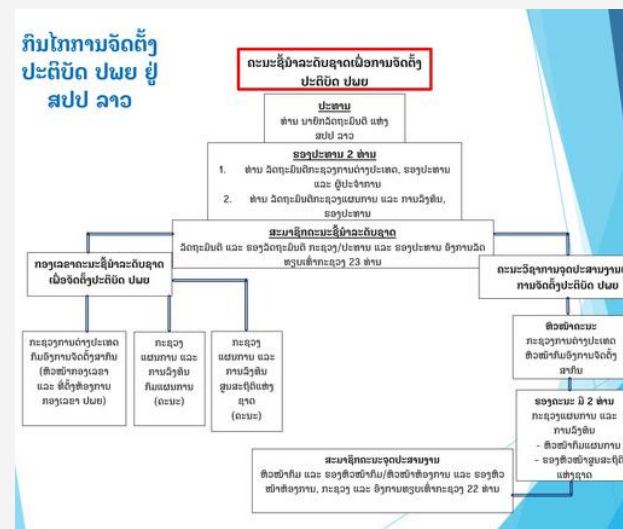 ກົນໄກການຈັດຕັ້ງ
ປະຕິບັດ ປພຍ ຢູ່
ສປປ ລາວ
ຄະນະຊີ້ນຳລະດັບຊາດເພື່ອການຈັດຕັ້ງ
ປະຕິບັດ ປພຍ
ປະທານ
ທ່ານ ນາຍົກລັດຖະມົນຕີ ແຫ່ງ
ສປປ ລາວ
ຮອງປະທານ 2 ທ່ານ
1. ທ່ານ ລັດຖະມົນຕີກະຊວງການຕ່າງປະເທດ, ຮອງປະທານ
ແລະ ຜູ້ປະຈຳການ
2. ທ່ານ ລັດຖະມົນຕີກະຊວງແຜນການ ແລະ ການລົງທຶນ,
ຮອງປະທານ
ສະມາຊິກຄະນະຊີ້ນຳລະດັບຊາດ
ລັດຖະມົນຕີ ແລະ ຮອງລັດຖະມົນຕີ ກະຊວງ/ປະທານ ແລະ ຮອງປະທານ ອົງການລັດ
ທຽບເທົ່າກະຊວງ 23 ທ່ານ
ກອງເລຂາຄະນະຊີ້ນຳລະດັບຊາດ
ເພື່ອຈັດຕັ້ງປະຕິບັດ ປພຍ
ກະຊວງການຕ່າງປະເທດ
ກົມອົງການຈັດຕັ້ງສາກົນ
(ຫົວໜ້າກອງເລຂາ
ແລະ ທີ່ຕັ້ງຫ້ອງການ
ກອງເລຂາ ປພຍ)
ກະຊວງ
ແຜນການ ແລະ
ການລົງທຶນ
ກົມແຜນການ
(ຄະນະ)
ກະຊວງ
ແຜນການ ແລະ
ການລົງທຶນ
ສູນສະຖິຕິແຫ່ງ
ຊາດ
(ຄະນະ)
ຄະນະວິຊາການຈຸດປະສານງານ
ການຈັດຕັ້ງປະຕິບັດ ປພຍ
ຫົວໜ້າຄະນະ
ກະຊວງການຕ່າງປະເທດ
ຫົວໜ້າກົມອົງການຈັດຕັ້ງ
ສາກົນ
ຮອງຄະນະ ມີ 2 ທ່ານ
ກະຊວງແຜນການ ແລະ
ການລົງທຶນ
- ຫົວໜ້າກົມແຜນການ
- ຮອງຫົວໜ້າສູນສະຖິຕິ
ແຫ່ງຊາດ
ສະມາຊິກຄະນະຈຸດປະສານງານ
ຫົວໜ້າກົມ ແລະ ຮອງຫົວໜ້າກົມ/ຫົວໜ້າຫ້ອງການ ແລະ ຮອງຫົວ
ໜ້າຫ້ອງການ, ກະຊວງ ແລະ ອົງການທຽບເທົ່າກະຊວງ 22 ທ່ານ